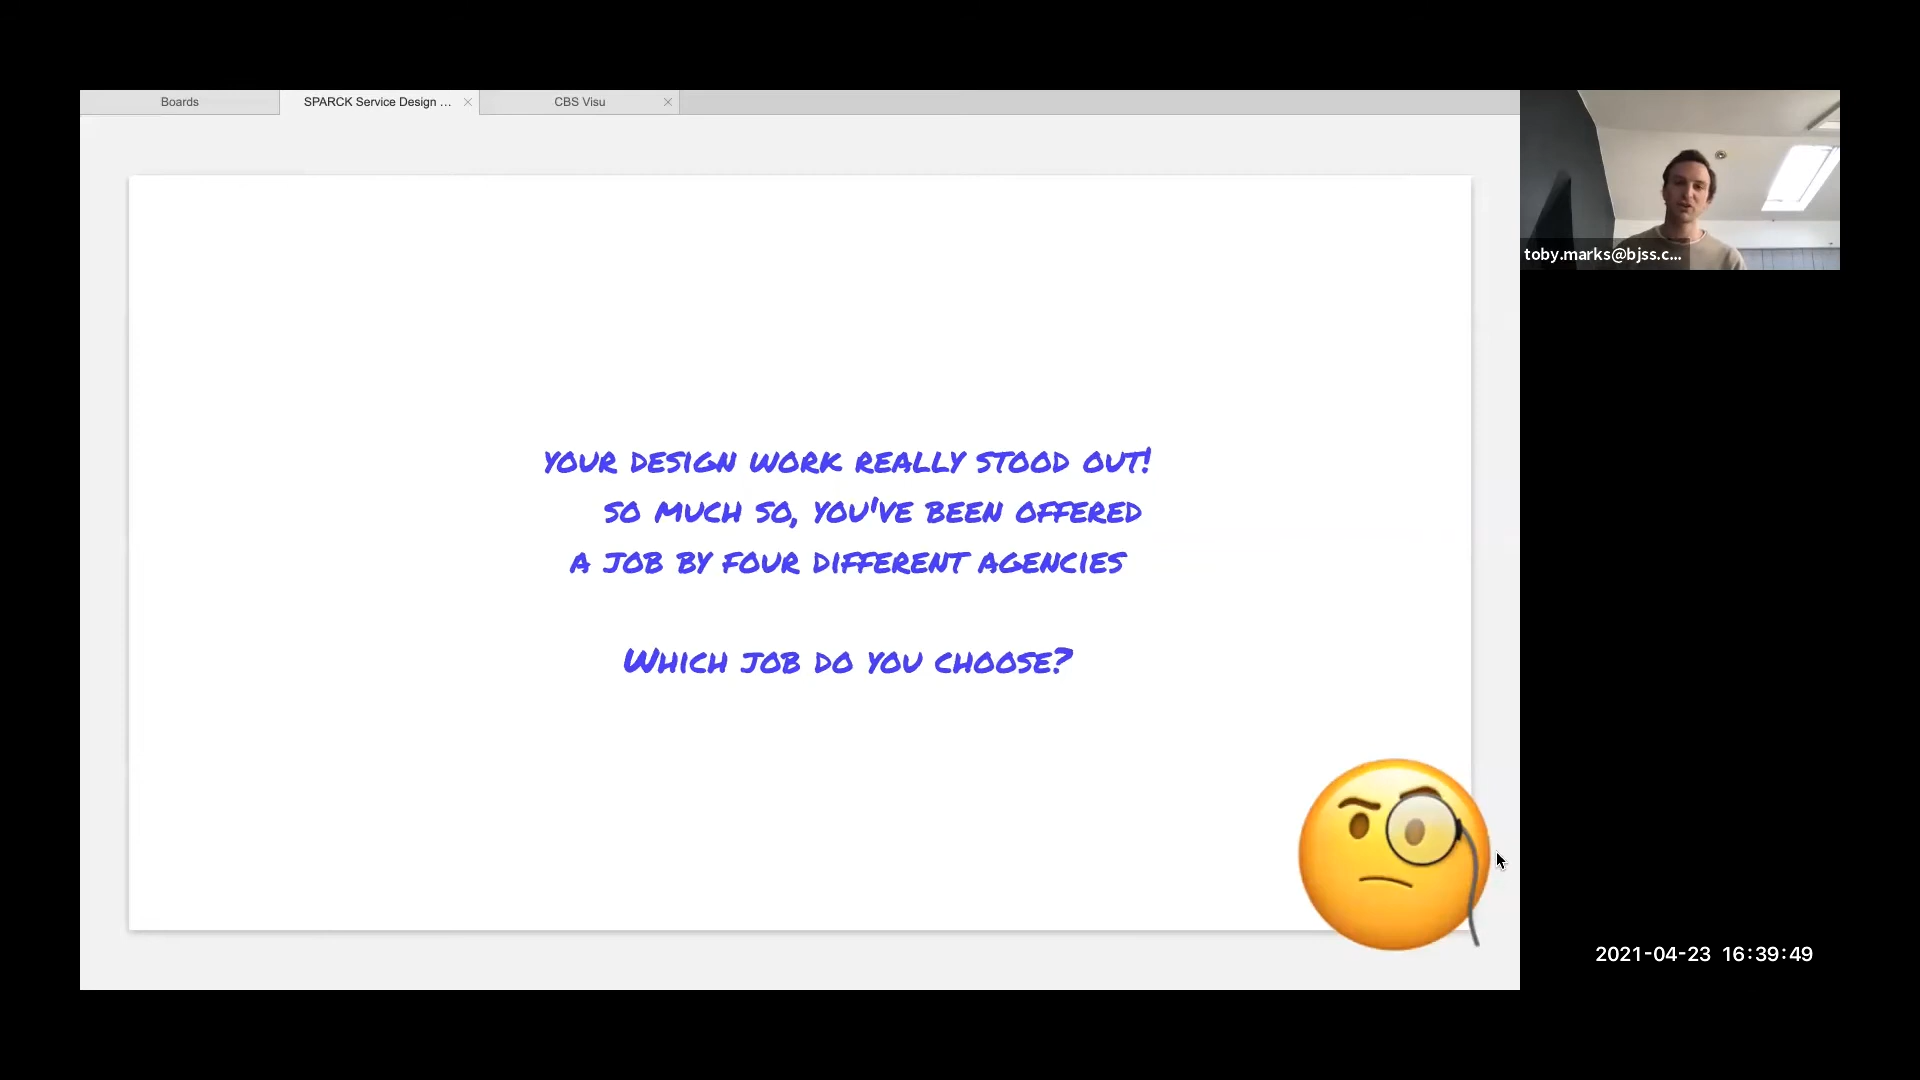 Boards
SPARCK Service Design ...
CBS Visu
toby.marks@bjss.c...
YOUR DESIGN WORK REALLY STOOD OUT!
SO MUCH SO, YOU'VE BEEN OFFERED
A JOB BY FOUR DIFFERENT AGENCIES
WHICH JOB DO YOU CHOOSE?
2021-04-23 16:39:49